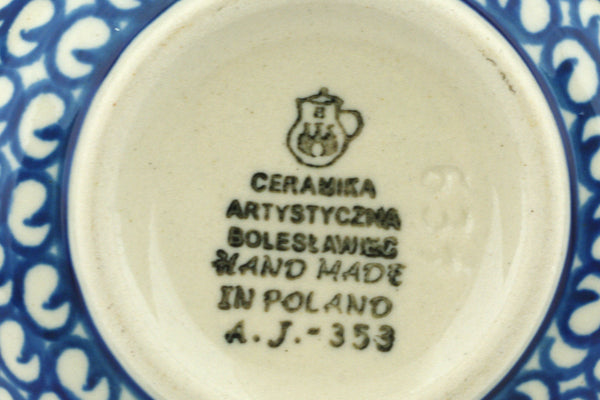 CERAMIKA
ARTYSTYCZNA
BOLESŁAWIEC
HAND MADE
IN POLAND
A.J.-353